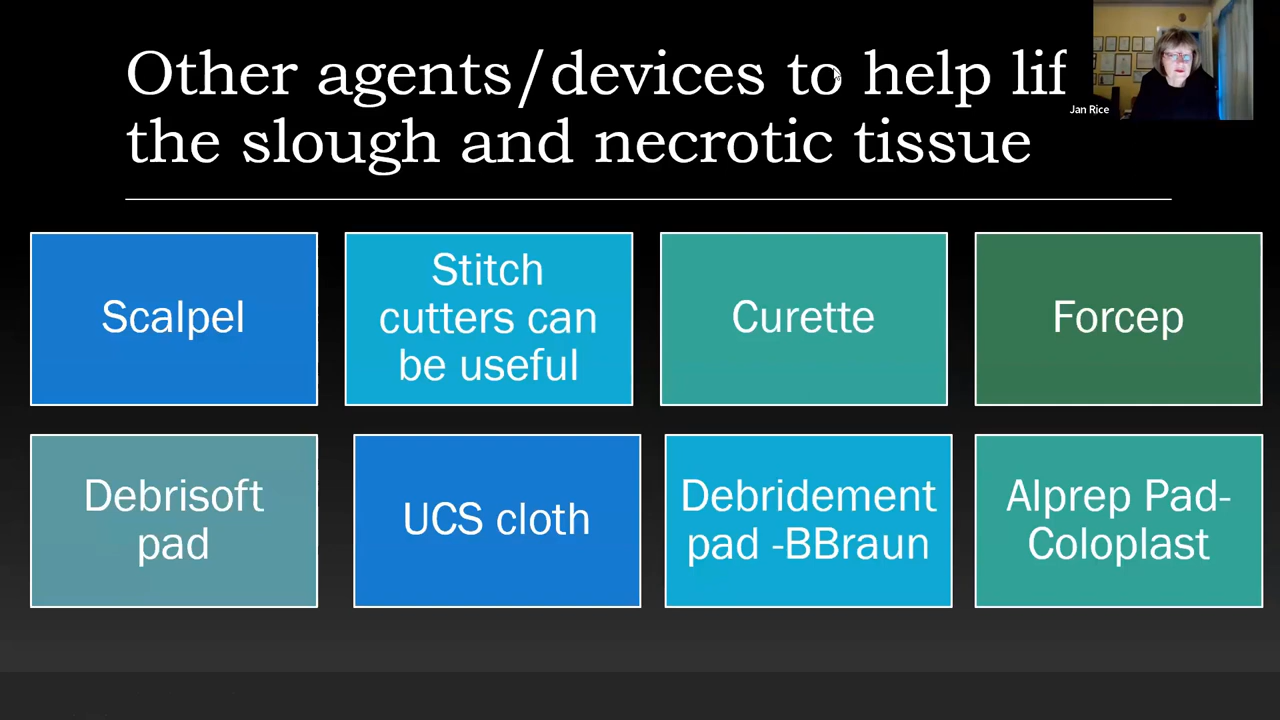 Other agents/devices to help lif
the slough and necrotic tissue
Jan Rice
Scalpel
Stitch
cutters can
be useful
Curette
Forcep
Debrisoft
pad
UCS cloth
Debridement
pad -BBraun
Alprep Pad-
Coloplast